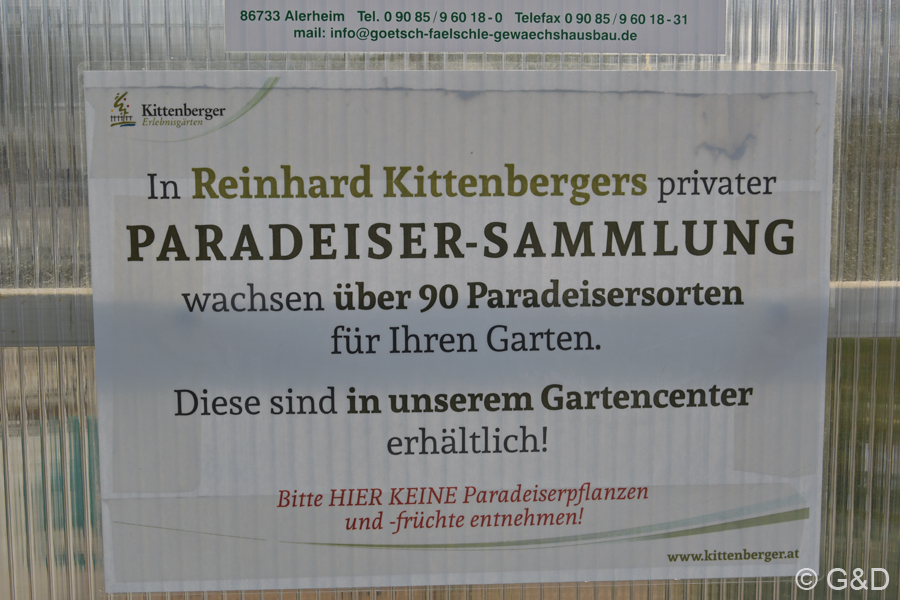 86733 Alerheim Tel. 0 90 85 / 9 60 18 - 0 Telefax 0 90 85 / 9 60 18 - 31
mail: info@goetsch-faelschle-gewaechshausbau.de
Kittenberger
Erlebnisgärten
In Reinhard Kittenbergers privater
PARADEISER-SAMMLUNG
wachsen über 90 Paradeisersorten
für Ihren Garten.
Diese sind in unserem Gartencenter
erhältlich!
Bitte HIER KEINE Paradeiserpflanzen
und -früchte entnehmen!
www.kittenberger.at
© G&D